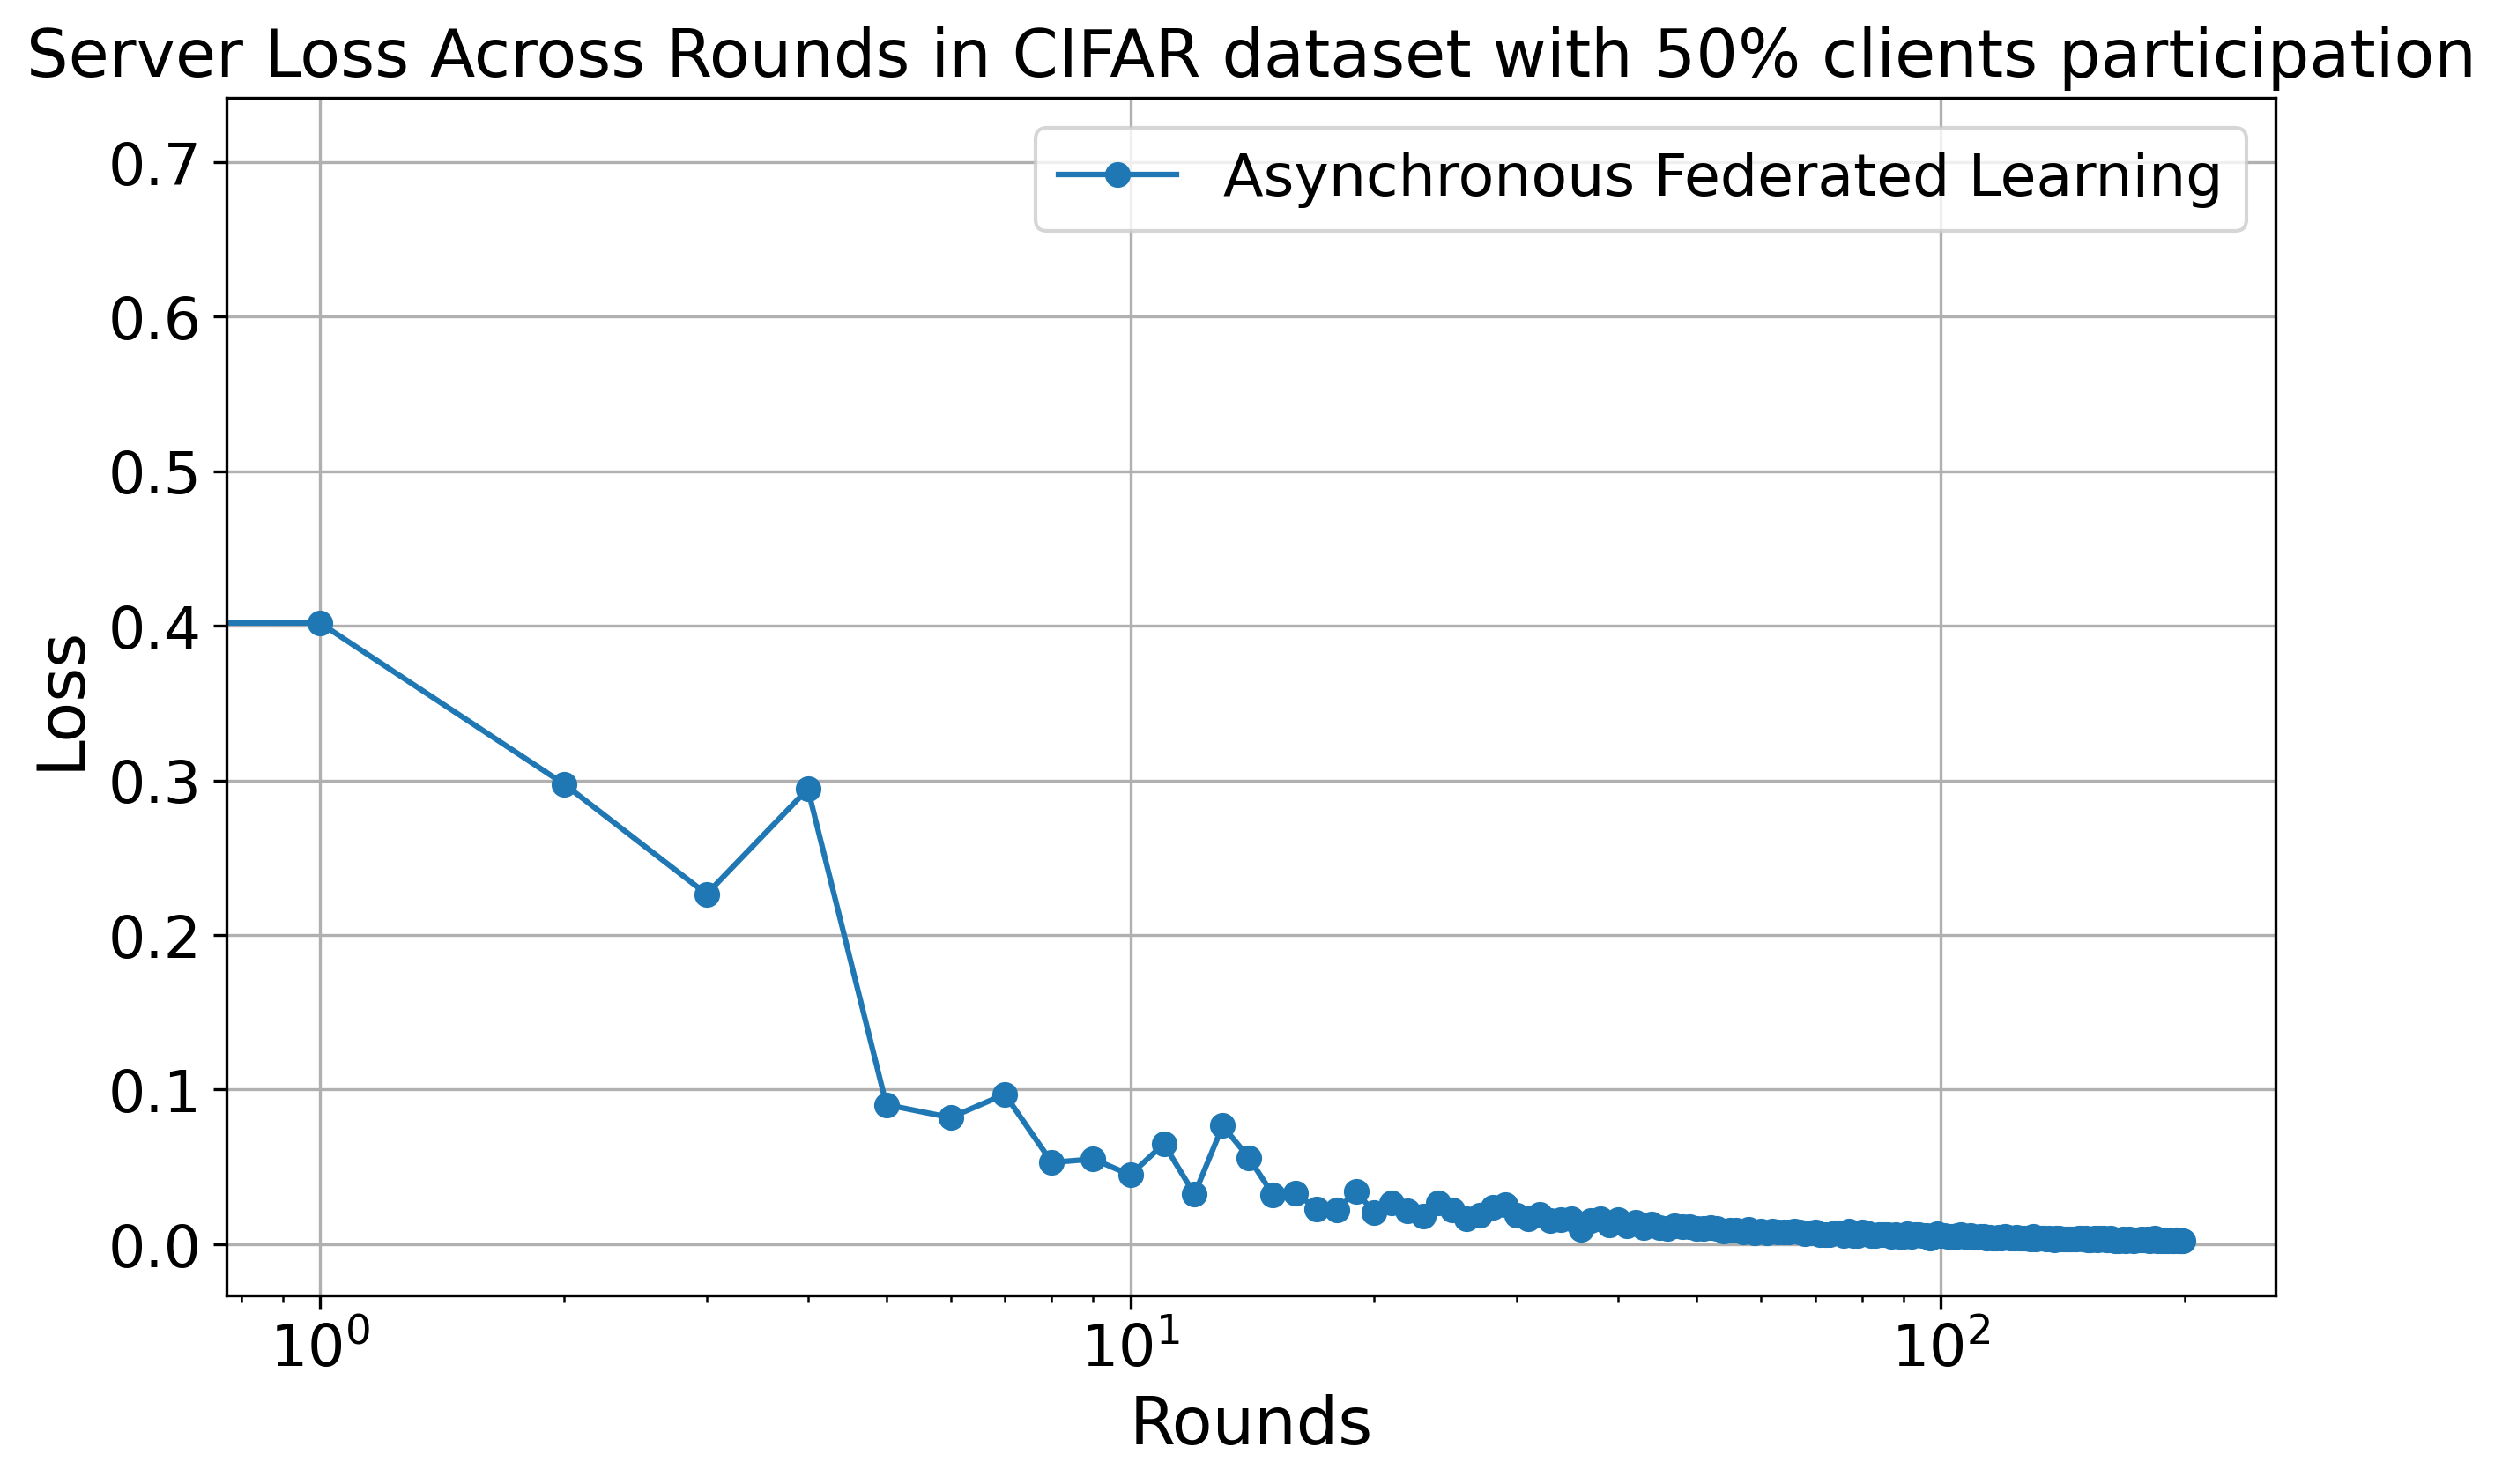 Server Loss Across Rounds in CIFAR dataset with 50% clients participation
Asynchronous Federated Learning
0.7
0.6
0.5
0.4
0.3
0.2
0.1
0.0
Loss
10⁰ 10¹ 10²
Rounds